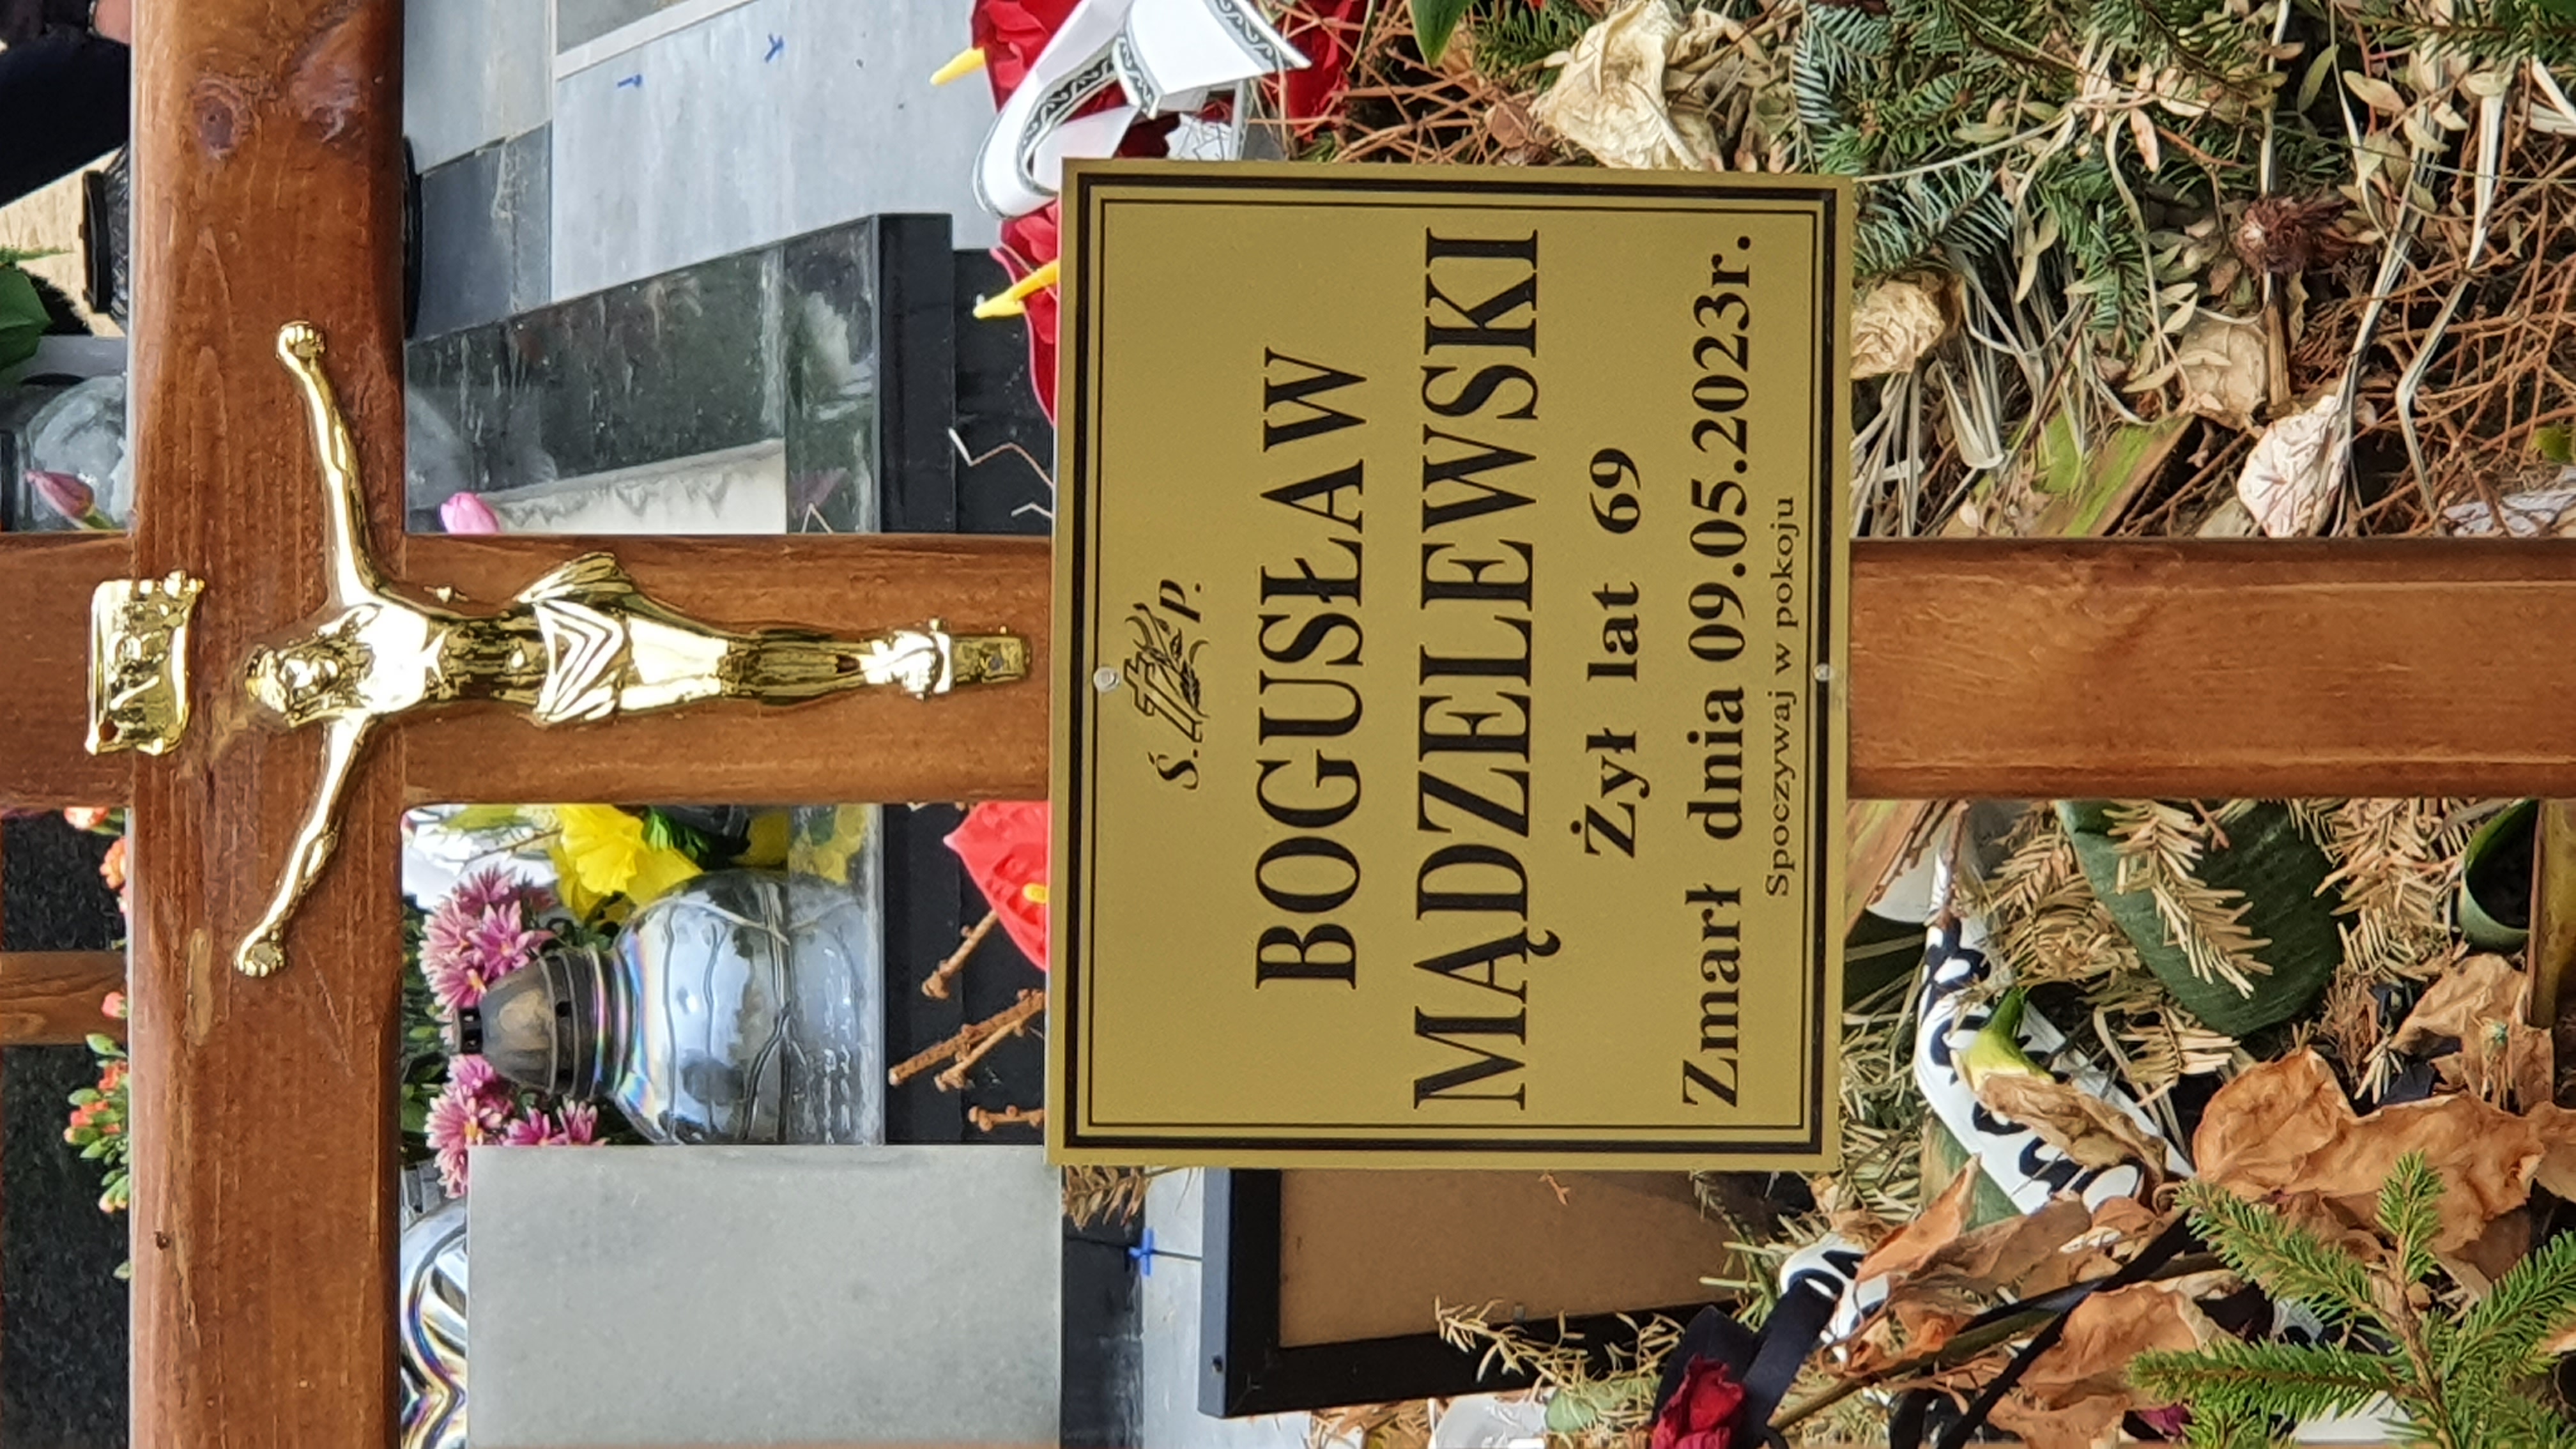 Ś. P.
BOGUSŁAW
MĄDZELEWSKI
Żył lat 69
Zmarł dnia 09.05.2023r.
Spoczywaj w pokoju